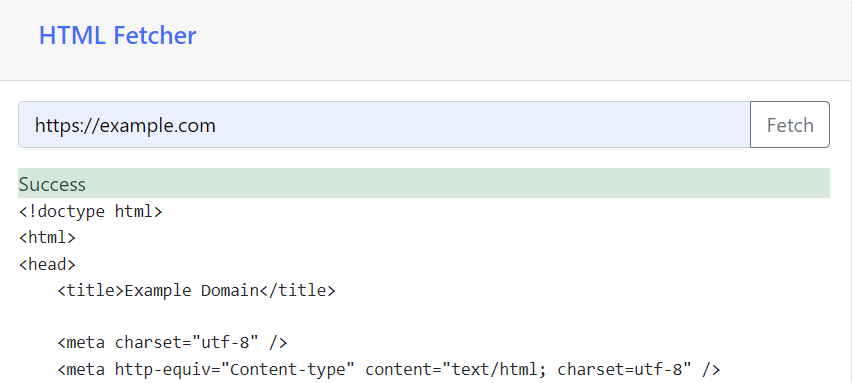 HTML Fetcher
https://example.com Fetch
Success
<!doctype html>
<html>
<head>
    <title>Example Domain</title>

    <meta charset="utf-8" />
    <meta http-equiv="Content-type" content="text/html; charset=utf-8" />